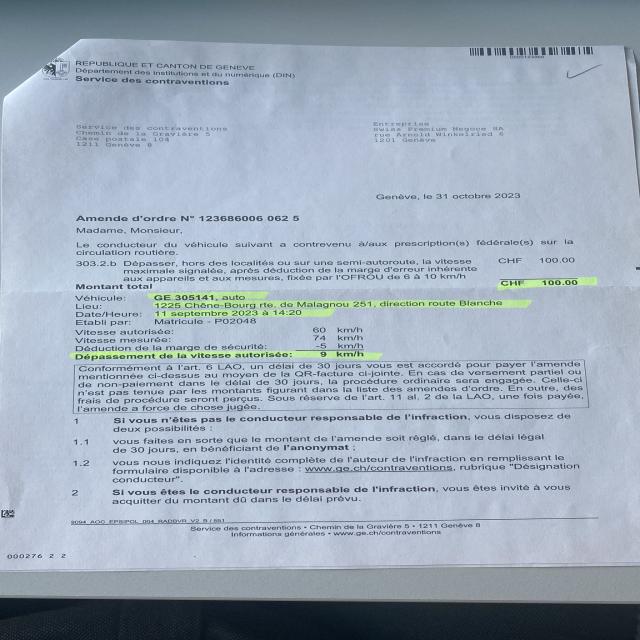 REPUBLIQUE ET CANTON DE GENEVE
Département des institutions et du numérique (DIN)
Service des contraventions
Service des contraventions
Chemin de la Gravière 5
Case postale 104
1211 Genève 8
Entreprise
Swiss Premium Negoce SA
rue Arnold Winkelried 6
1201 Genève
Genève, le 31 octobre 2023
Amende d'ordre N° 123686006 062 5
Madame, Monsieur,
Le conducteur du véhicule suivant a contrevenu à/aux prescription(s) fédérale(s) sur la
circulation routière.
303.2.b Dépasser, hors des localités ou sur une semi-autoroute, la vitesse CHF 100.00
maximale signalée, après déduction de la marge d'erreur inhérente
aux appareils et aux mesures, fixée par l'OFROU de 6 à 10 km/h
Montant total CHF 100.00
Véhicule: GE 305141, auto
Lieu: 1225 Chêne-Bourg rte. de Malagnou 251, direction route Blanche
Date/Heure: 11 septembre 2023 à 14:20
Etabli par: Matricule - P02048
Vitesse autorisée: 60 km/h
Vitesse mesurée: 74 km/h
Déduction de la marge de sécurité: -5 km/h
Dépassement de la vitesse autorisée: 9 km/h
Conformément à l'art. 6 LAO, un délai de 30 jours vous est accordé pour payer l'amende
mentionnée ci-dessus au moyen de la QR-facture ci-jointe. En cas de versement partiel ou
de non-paiement dans le délai de 30 jours, la procédure ordinaire sera engagée. Celle-ci
n'est pas tenue par les montants figurant dans la liste des amendes d'ordre. En outre, des
frais de procédure seront perçus. Sous réserve de l'art. 11 al. 2 de la LAO, une fois payée,
l'amende a force de chose jugée.
1 Si vous n'êtes pas le conducteur responsable de l'infraction, vous disposez de
deux possibilités :
1.1 vous faites en sorte que le montant de l'amende soit réglé, dans le délai légal
de 30 jours, en bénéficiant de l'anonymat ;
1.2 vous nous indiquez l'identité complète de l'auteur de l'infraction en remplissant le
formulaire disponible à l'adresse : www.ge.ch/contraventions, rubrique "Désignation
conducteur".
2 Si vous êtes le conducteur responsable de l'infraction, vous êtes invité à vous
acquitter du montant dû dans le délai prévu.
Service des contraventions • Chemin de la Gravière 5 • 1211 Genève 8
Informations générales • www.ge.ch/contraventions
000276 2 2